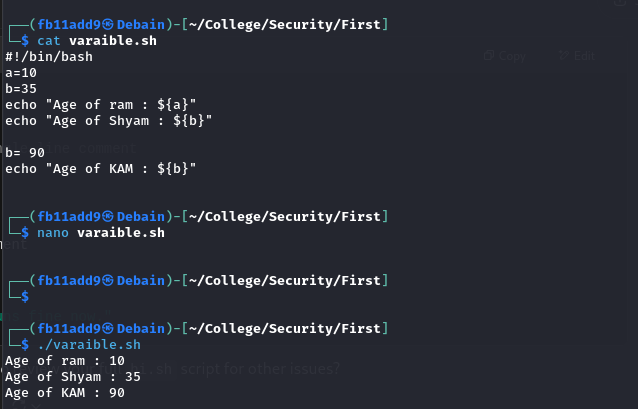 ┌──(fb11add9㉿Debain)-[~/College/Security/First]
└─$ cat varaible.sh
#!/bin/bash
a=10
b=35
echo "Age of ram : ${a}"
echo "Age of Shyam : ${b}"
b= 90
echo "Age of KAM : ${b}"
┌──(fb11add9㉿Debain)-[~/College/Security/First]
└─$ nano varaible.sh
┌──(fb11add9㉿Debain)-[~/College/Security/First]
└─$
┌──(fb11add9㉿Debain)-[~/College/Security/First]
└─$ ./varaible.sh
Age of ram : 10
Age of Shyam : 35
script for other issues?
Age of KAM : 90
Copy
Edit